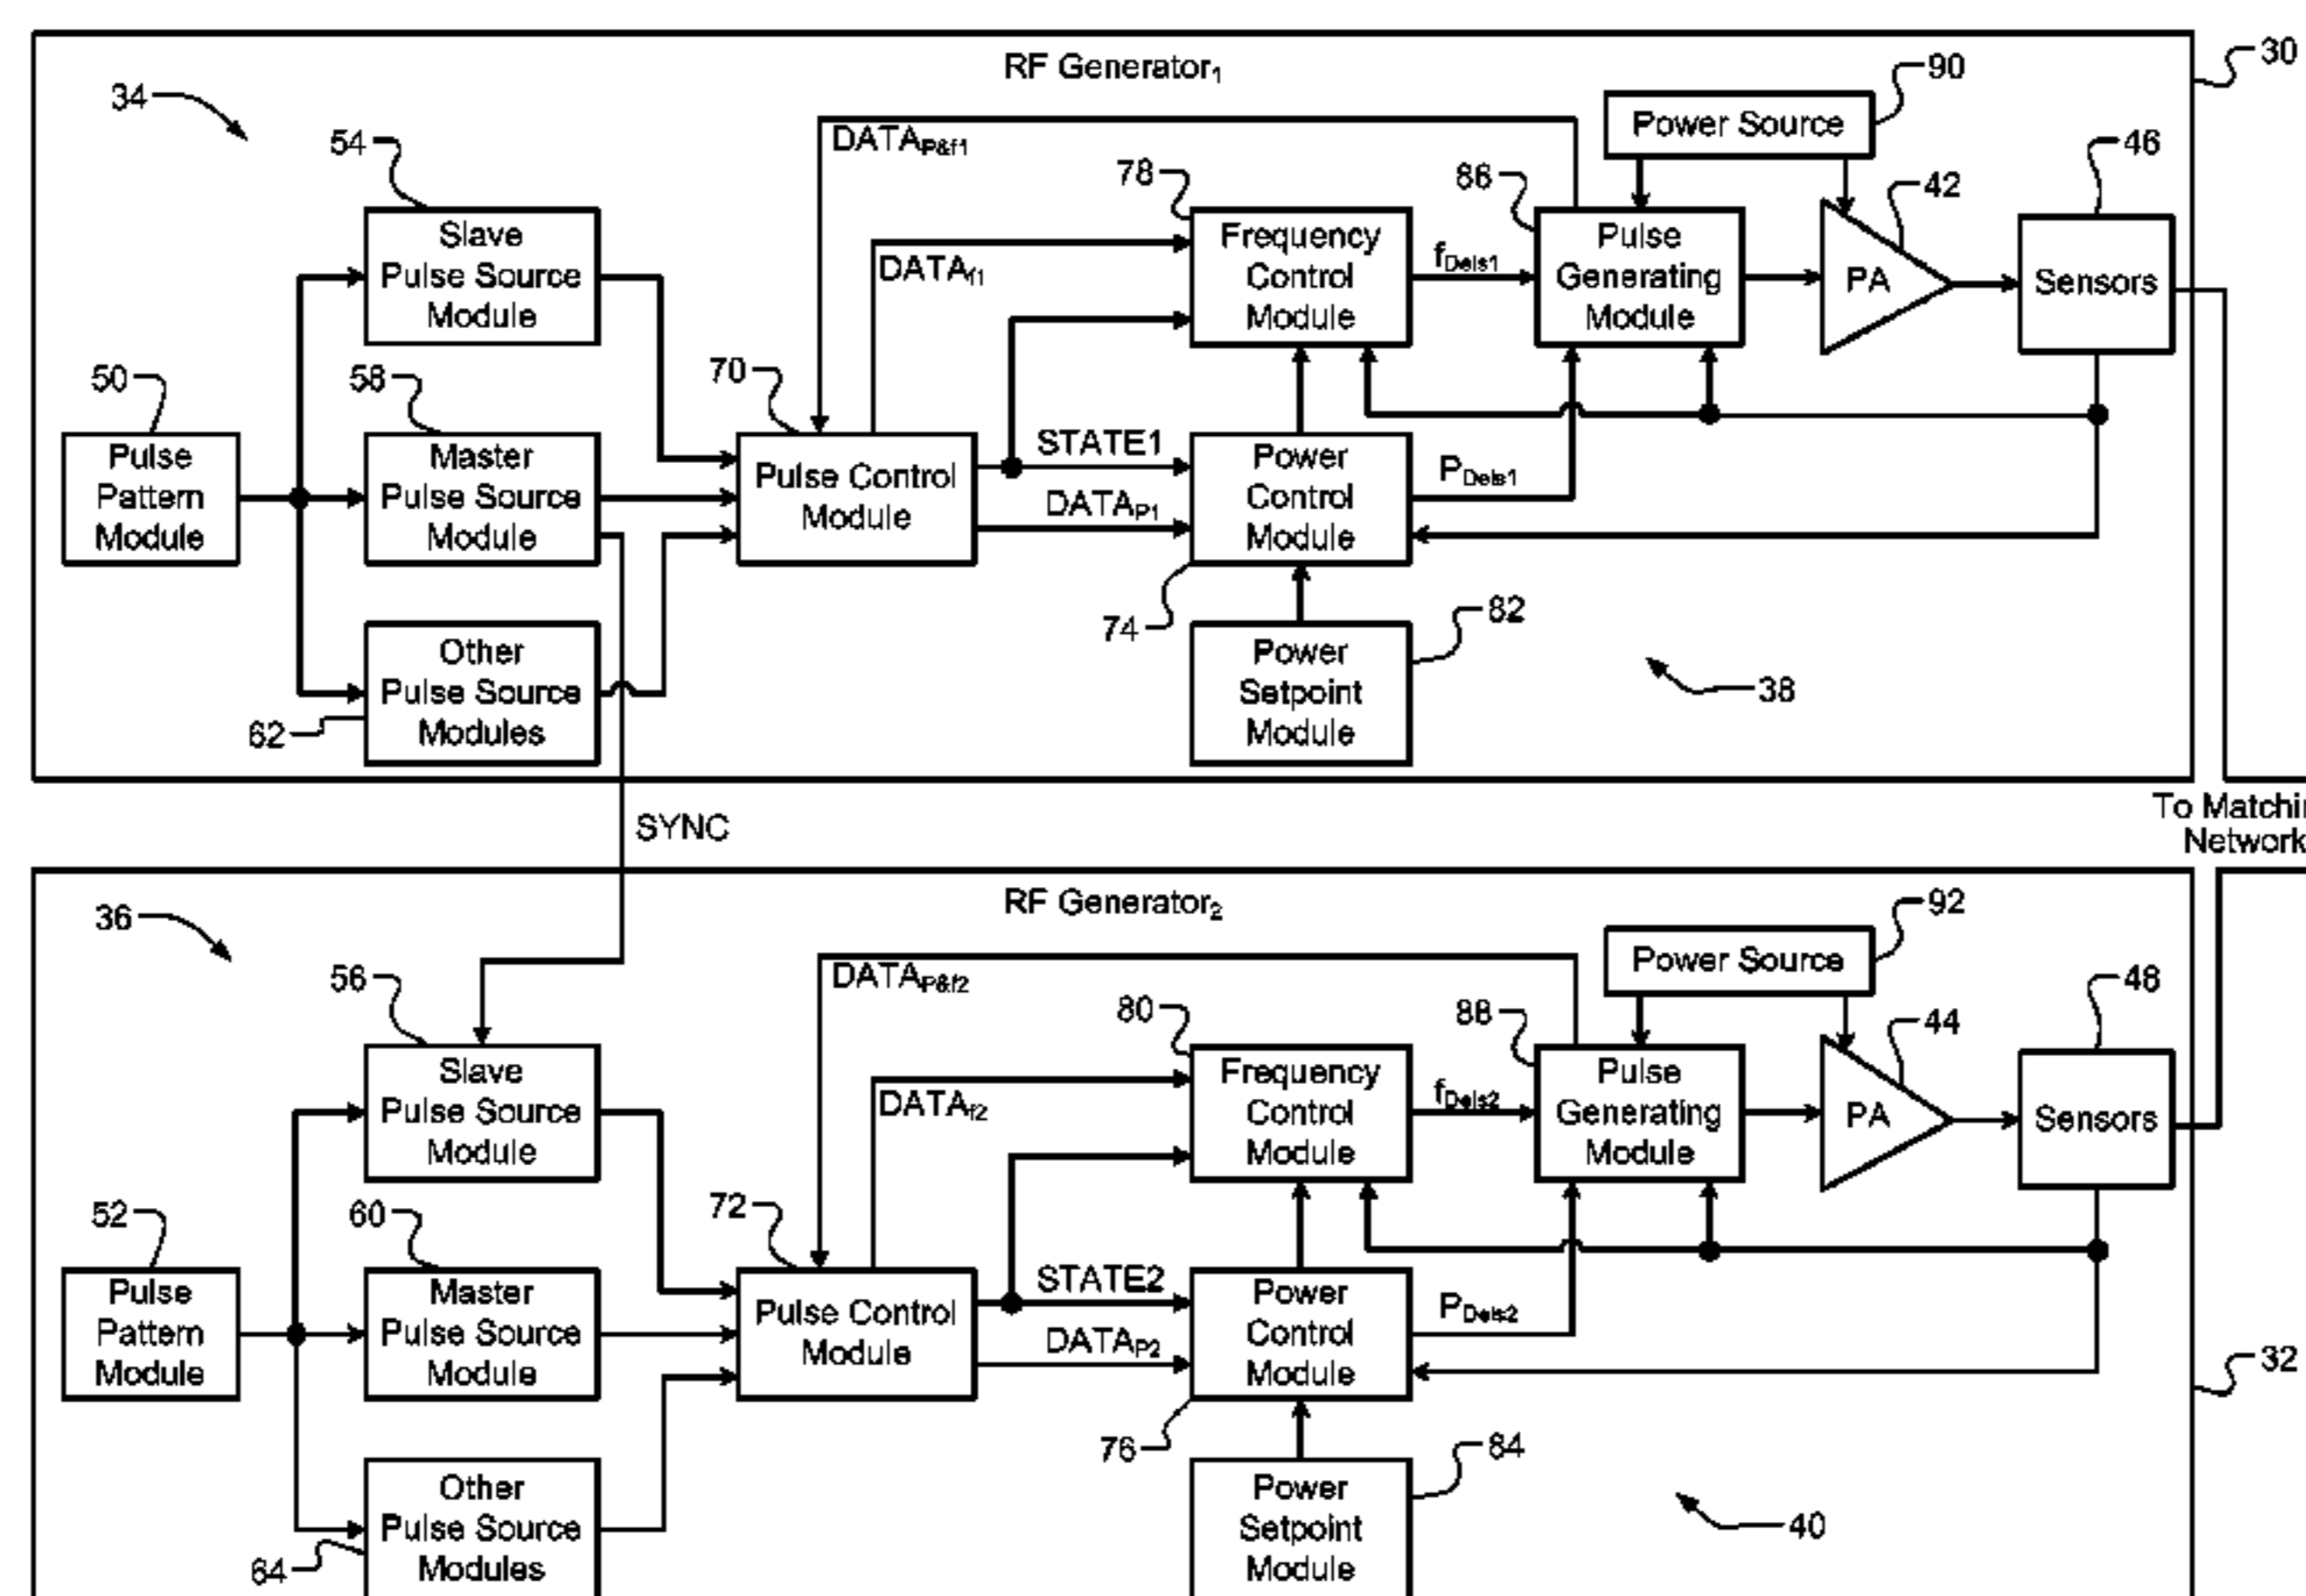 RF Generator1
30
34
90
Power Source
54
DATAP&f1
46
78
86
42
Slave
Pulse Source
Module
Frequency
Control
Module
DATAf1
fDels1
Pulse
Generating
Module
PA
Sensors
50
58
70
Pulse
Pattern
Module
Master
Pulse Source
Module
Pulse Control
Module
STATE1
DATAP1
Power
Control
Module
PDels1
74
82
Other
Pulse Source
Modules
62
Power
Setpoint
Module
38
SYNC
To Matchi
Network
RF Generator2
36
92
Power Source
56
DATAP&f2
48
80
88
44
Slave
Pulse Source
Module
Frequency
Control
Module
DATAf2
fDels2
Pulse
Generating
Module
PA
Sensors
52
60
72
Pulse
Pattern
Module
Master
Pulse Source
Module
Pulse Control
Module
STATE2
DATAP2
Power
Control
Module
PDels2
32
76
84
Other
Pulse Source
Modules
64
Power
Setpoint
Module
40